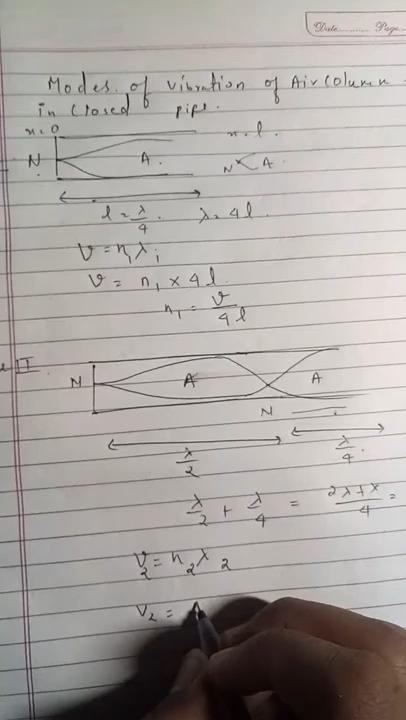 Date............ Page....
Modes of vibration of Air Column
in Closed pipe.
x=0 x=l.
N A. N A.
l = λ/4 . λ=4l.
V = n₁λ₁
V = n₁ × 4l.
n₁ = V/4l
II. N A A
N
λ/2 λ/4.
λ/2 + λ/4 = 2λ+λ/4 =
V₂ = n₂λ₂
V₂ =